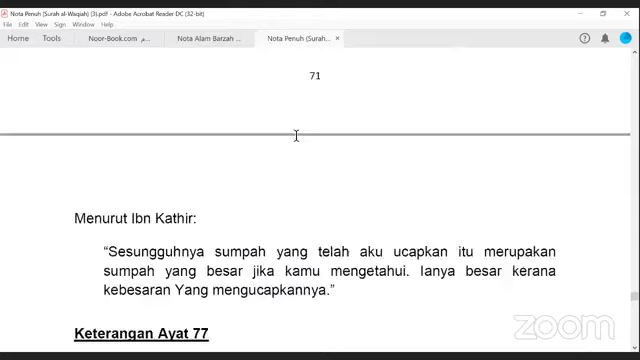 Nota Penuh (Surah al-Waqiah) (3).pdf - Adobe Acrobat Reader DC (32-bit)
File Edit View Sign Window Help
Home Tools Noor-Book.com م... Nota Alam Barzah ... Nota Penuh (Surah... ×
71
Menurut Ibn Kathir:
“Sesungguhnya sumpah yang telah aku ucapkan itu merupakan
sumpah yang besar jika kamu mengetahui. Ianya besar kerana
kebesaran Yang mengucapkannya.”
Keterangan Ayat 77
zoom